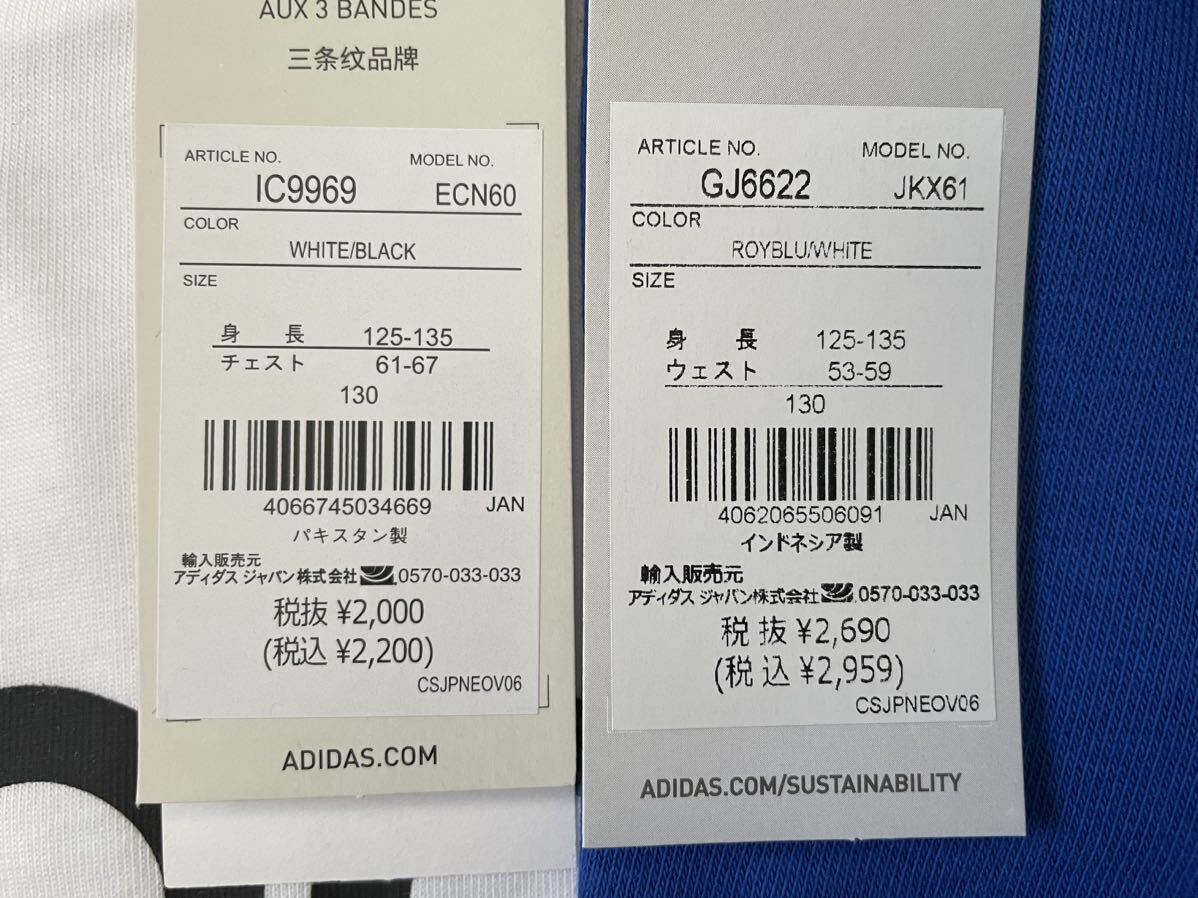 AUX 3 BANDES
三条纹品牌
ARTICLE NO. MODEL NO.
IC9969 ECN60
COLOR
WHITE/BLACK
SIZE
身 長 125-135
チェスト 61-67
130
4066745034669 JAN
パキスタン製
輸入販売元
アディダス ジャパン株式会社 0570-033-033
税抜 ¥2,000
(税込 ¥2,200)
CSJPNEOV06
ADIDAS.COM
ARTICLE NO. MODEL NO.
GJ6622 JKX61
COLOR
ROYBLU/WHITE
SIZE
身 長 125-135
ウェスト 53-59
130
4062065506091 JAN
インドネシア製
輸入販売元
アディダス ジャパン株式会社 0570-033-033
税抜 ¥2,690
(税込 ¥2,959)
CSJPNEOV06
ADIDAS.COM/SUSTAINABILITY